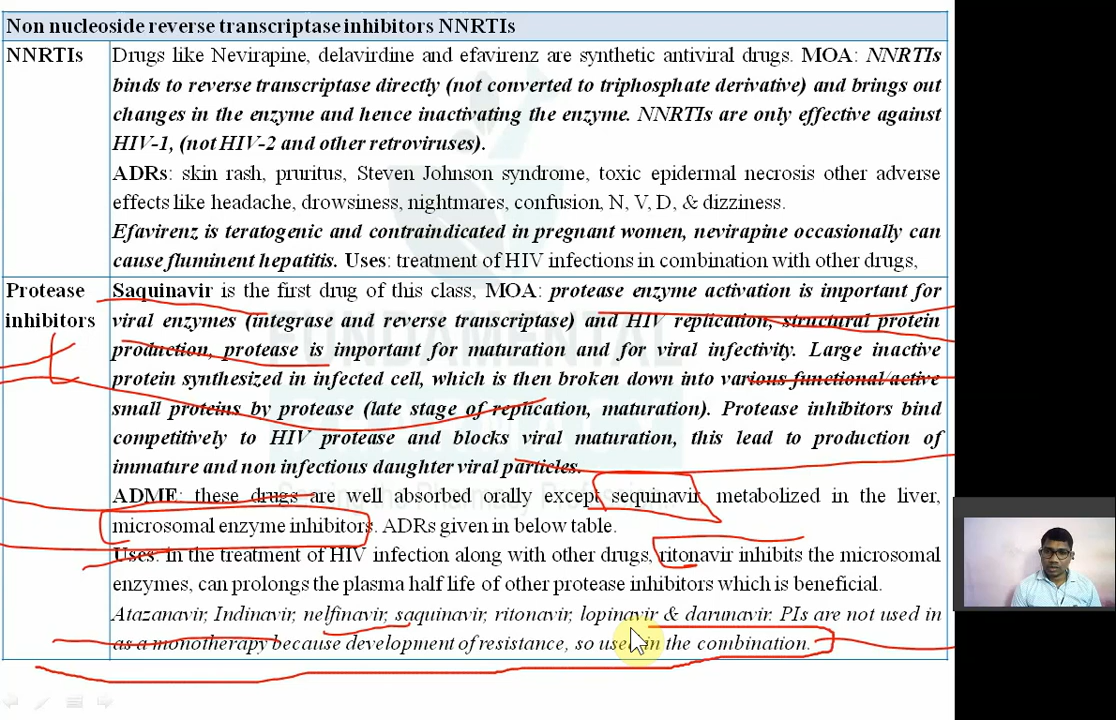 Non nucleoside reverse transcriptase inhibitors NNRTIs
NNRTIs
Drugs like Nevirapine, delavirdine and efavirenz are synthetic antiviral drugs. MOA: NNRTIs
binds to reverse transcriptase directly (not converted to triphosphate derivative) and brings out
changes in the enzyme and hence inactivating the enzyme. NNRTIs are only effective against
HIV-1, (not HIV-2 and other retroviruses).
ADRs: skin rash, pruritus, Steven Johnson syndrome, toxic epidermal necrosis other adverse
effects like headache, drowsiness, nightmares, confusion, N, V, D, & dizziness.
Efavirenz is teratogenic and contraindicated in pregnant women, nevirapine occasionally can
cause fluminent hepatitis. Uses: treatment of HIV infections in combination with other drugs,
Protease
inhibitors
Saquinavir is the first drug of this class, MOA: protease enzyme activation is important for
viral enzymes (integrase and reverse transcriptase) and HIV replication, structural protein
production, protease is important for maturation and for viral infectivity. Large inactive
protein synthesized in infected cell, which is then broken down into various functional/active
small proteins by protease (late stage of replication, maturation). Protease inhibitors bind
competitively to HIV protease and blocks viral maturation, this lead to production of
immature and non infectious daughter viral particles.
ADME: these drugs are well absorbed orally except sequinavir metabolized in the liver,
microsomal enzyme inhibitors. ADRs given in below table.
Uses: In the treatment of HIV infection along with other drugs, ritonavir inhibits the microsomal
enzymes, can prolongs the plasma half life of other protease inhibitors which is beneficial.
Atazanavir, Indinavir, nelfinavir, saquinavir, ritonavir, lopinavir & darunavir. PIs are not used in
as a monotherapy because development of resistance, so used in the combination.
FUNDAMENTAL